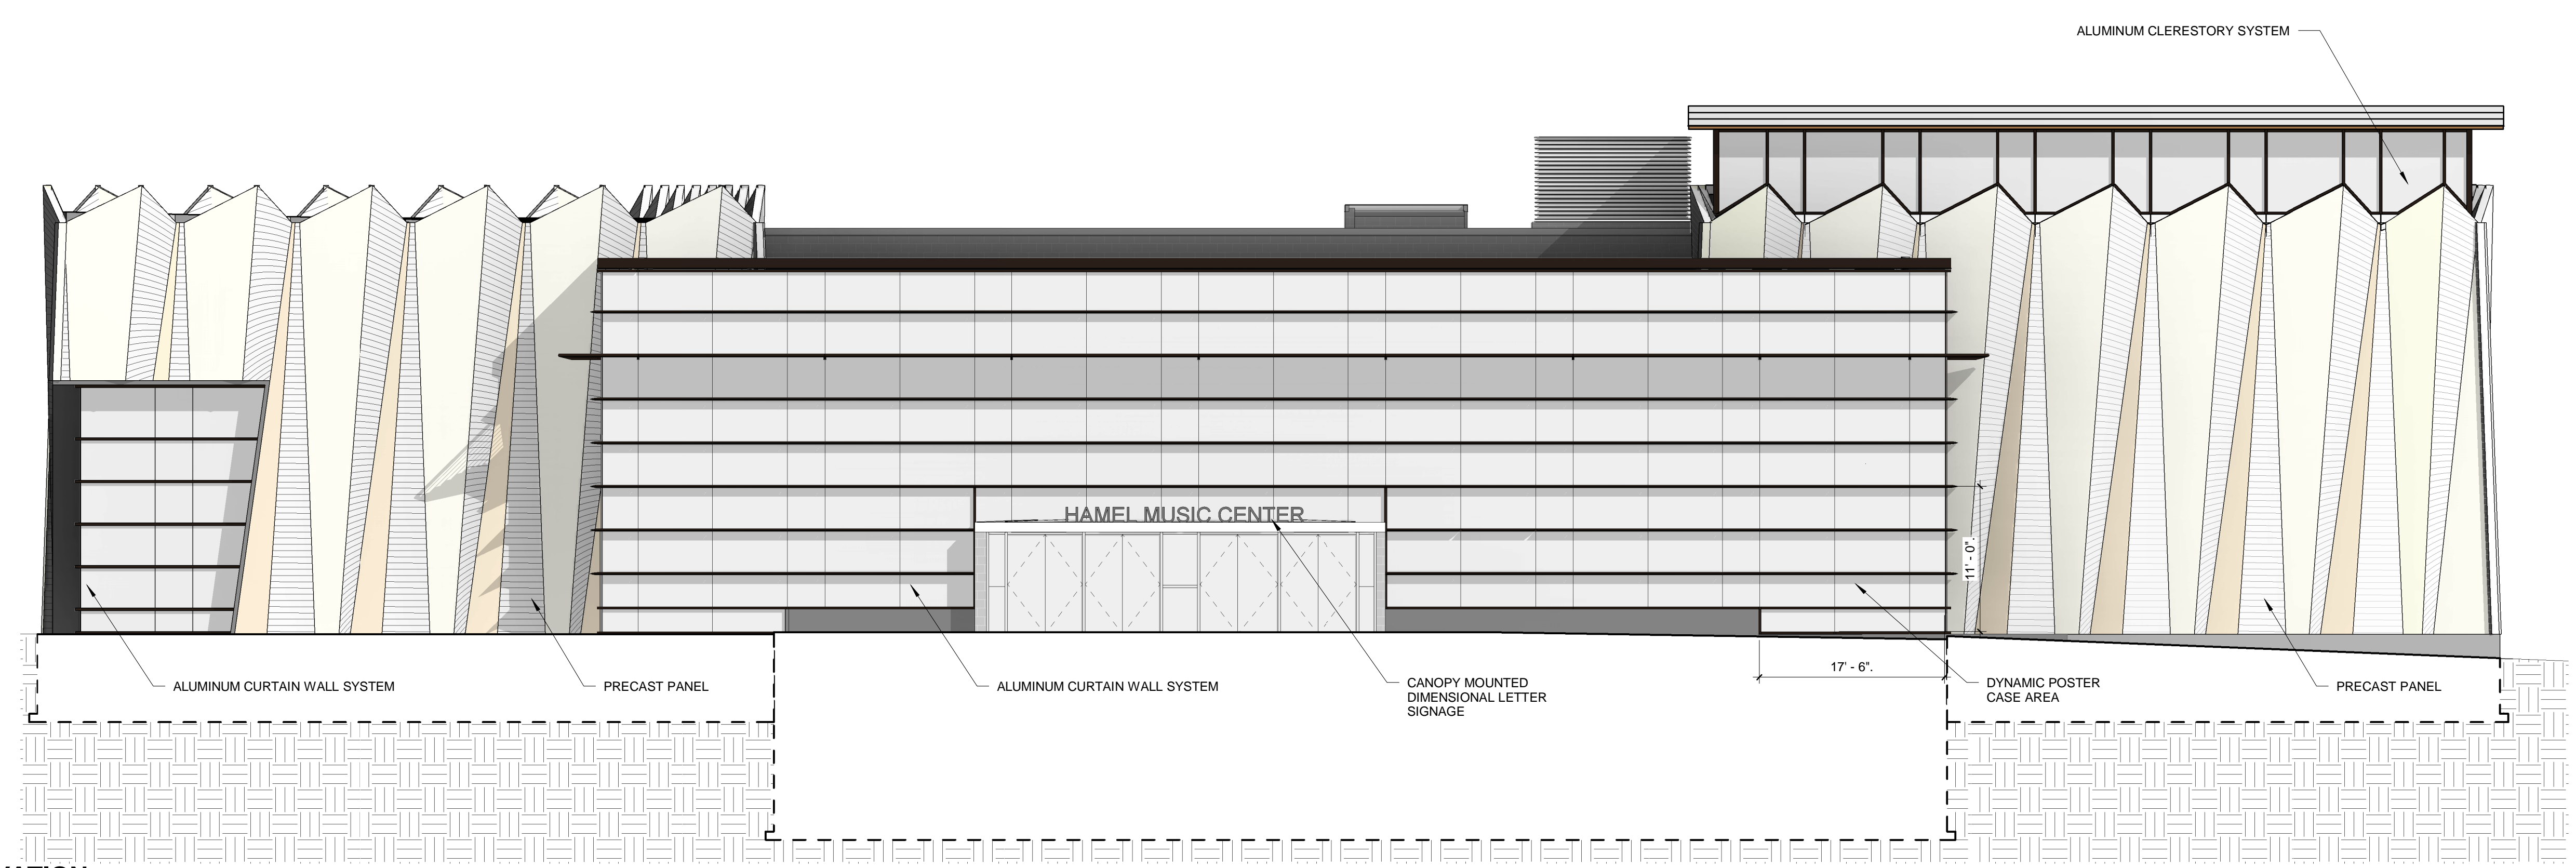 ALUMINUM CLERESTORY SYSTEM
HAMEL MUSIC CENTER
11' - 0".
17' - 6".
ALUMINUM CURTAIN WALL SYSTEM
PRECAST PANEL
ALUMINUM CURTAIN WALL SYSTEM
CANOPY MOUNTED
DIMENSIONAL LETTER
SIGNAGE
DYNAMIC POSTER
CASE AREA
PRECAST PANEL